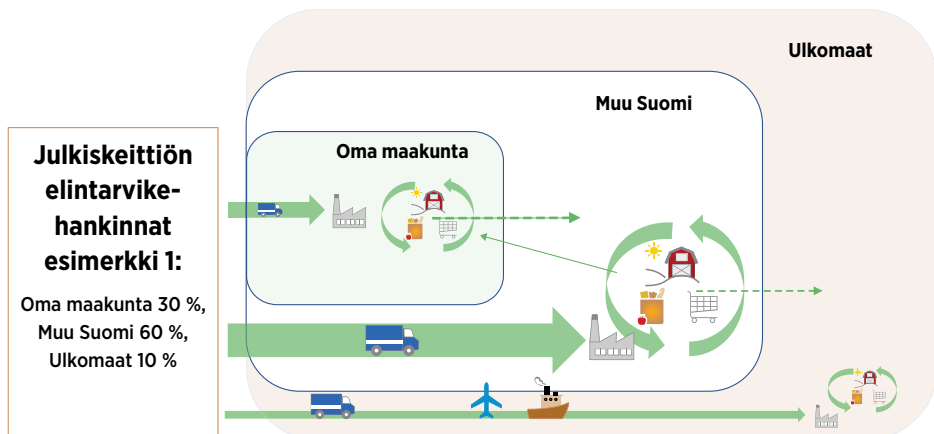 Ulkomaat
Muu Suomi
Oma maakunta
Julkiskeittiön
elintarvike-
hankinnat
esimerkki 1:
Oma maakunta 30 %,
Muu Suomi 60 %,
Ulkomaat 10 %